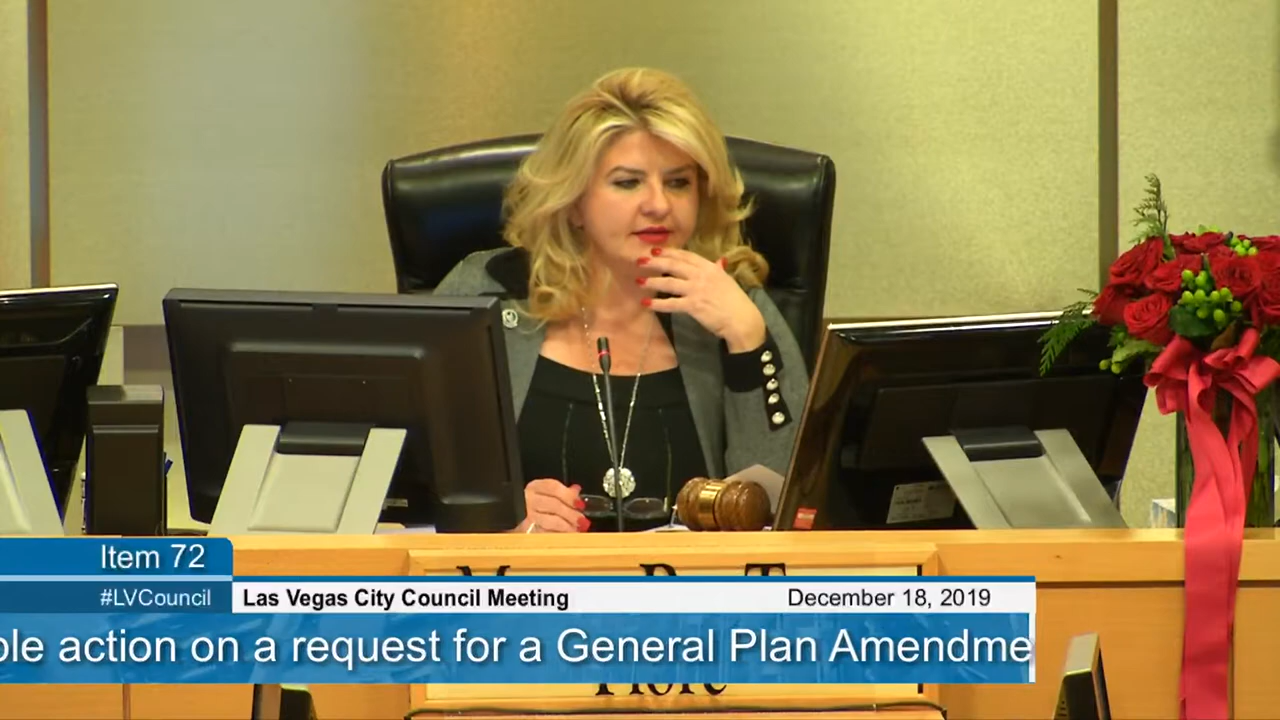 Item 72
#LVCouncil
Las Vegas City Council Meeting
December 18, 2019
ble action on a request for a General Plan Amendme
Fiore